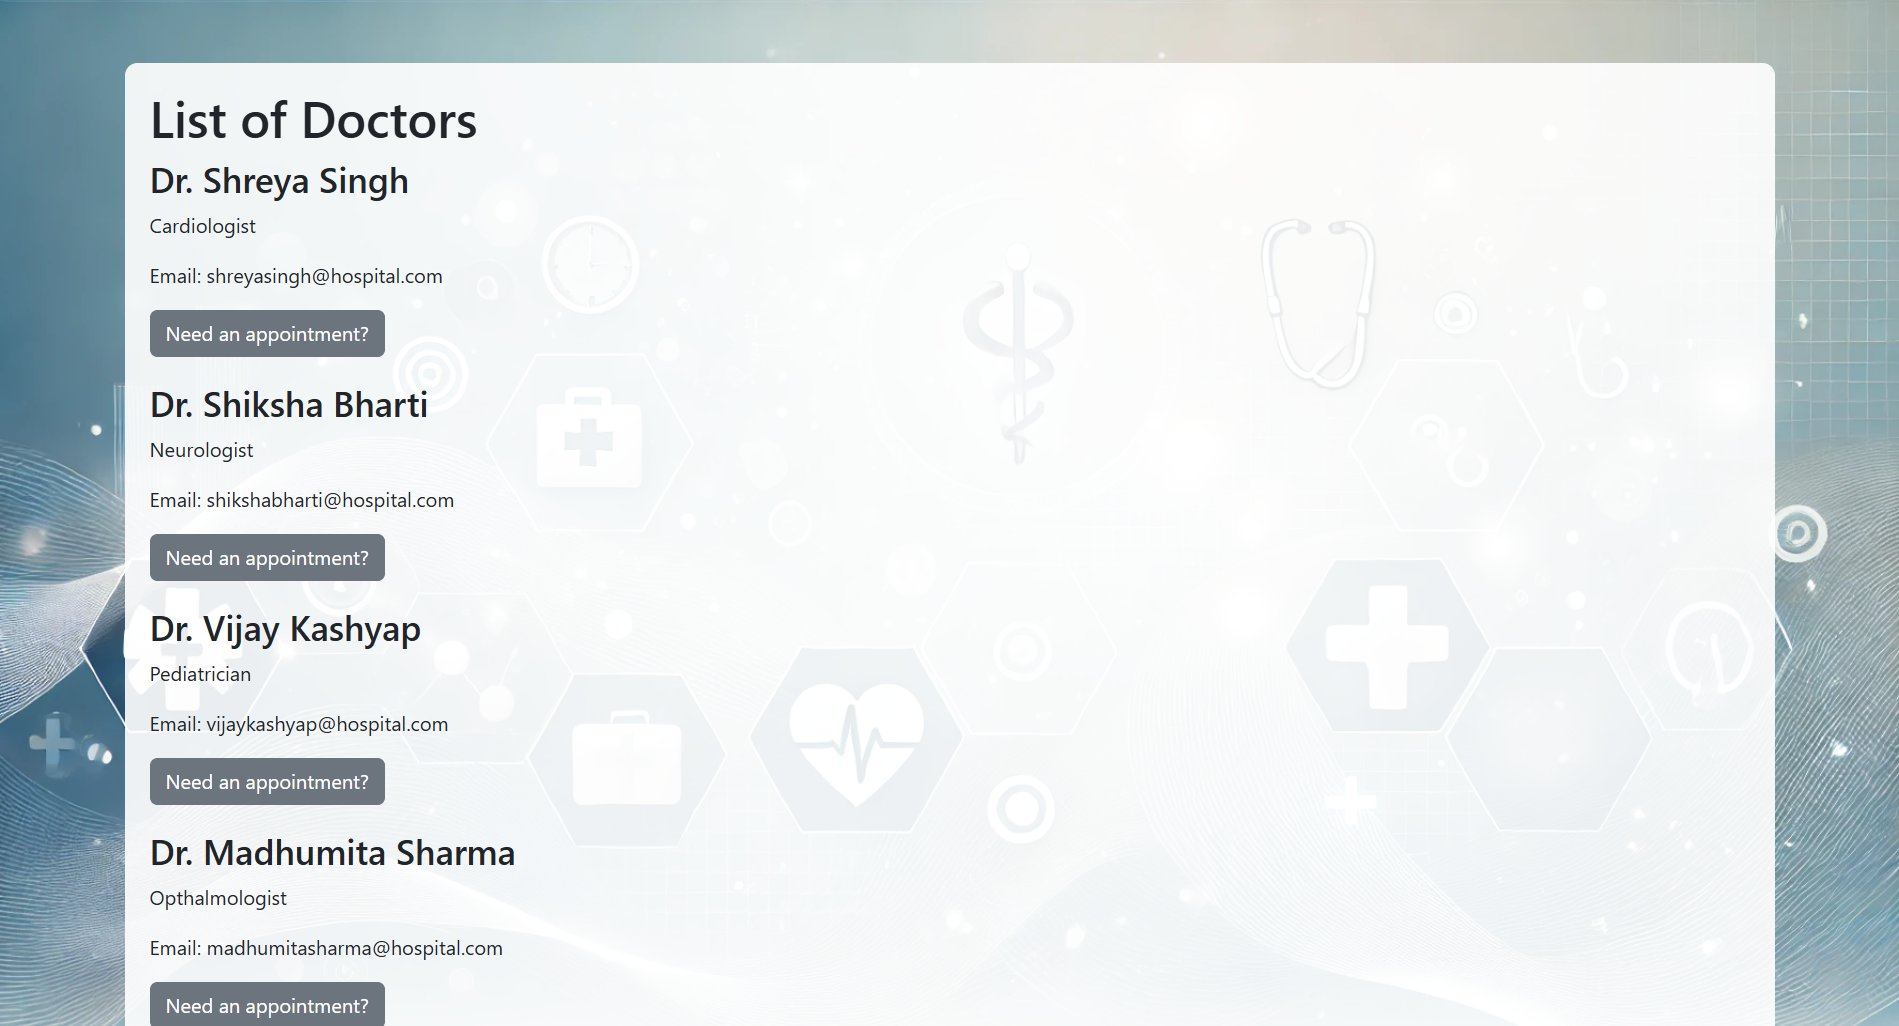 List of Doctors
Dr. Shreya Singh
Cardiologist
Email: shreyasingh@hospital.com
Need an appointment?
Dr. Shiksha Bharti
Neurologist
Email: shikshabharti@hospital.com
Need an appointment?
Dr. Vijay Kashyap
Pediatrician
Email: vijaykashyap@hospital.com
Need an appointment?
Dr. Madhumita Sharma
Opthalmologist
Email: madhumitasharma@hospital.com
Need an appointment?